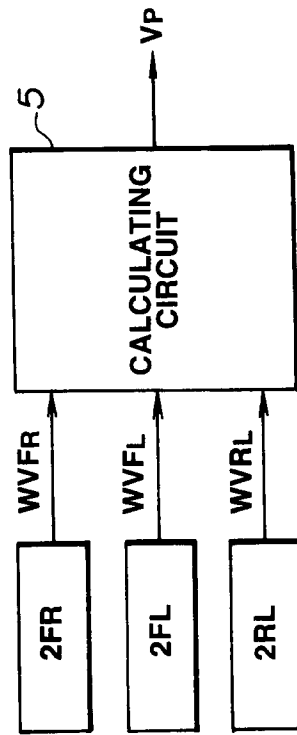 2FR
WVFR
2FL
WVFL
2RL
WVRL
CALCULATING
CIRCUIT
5
VP